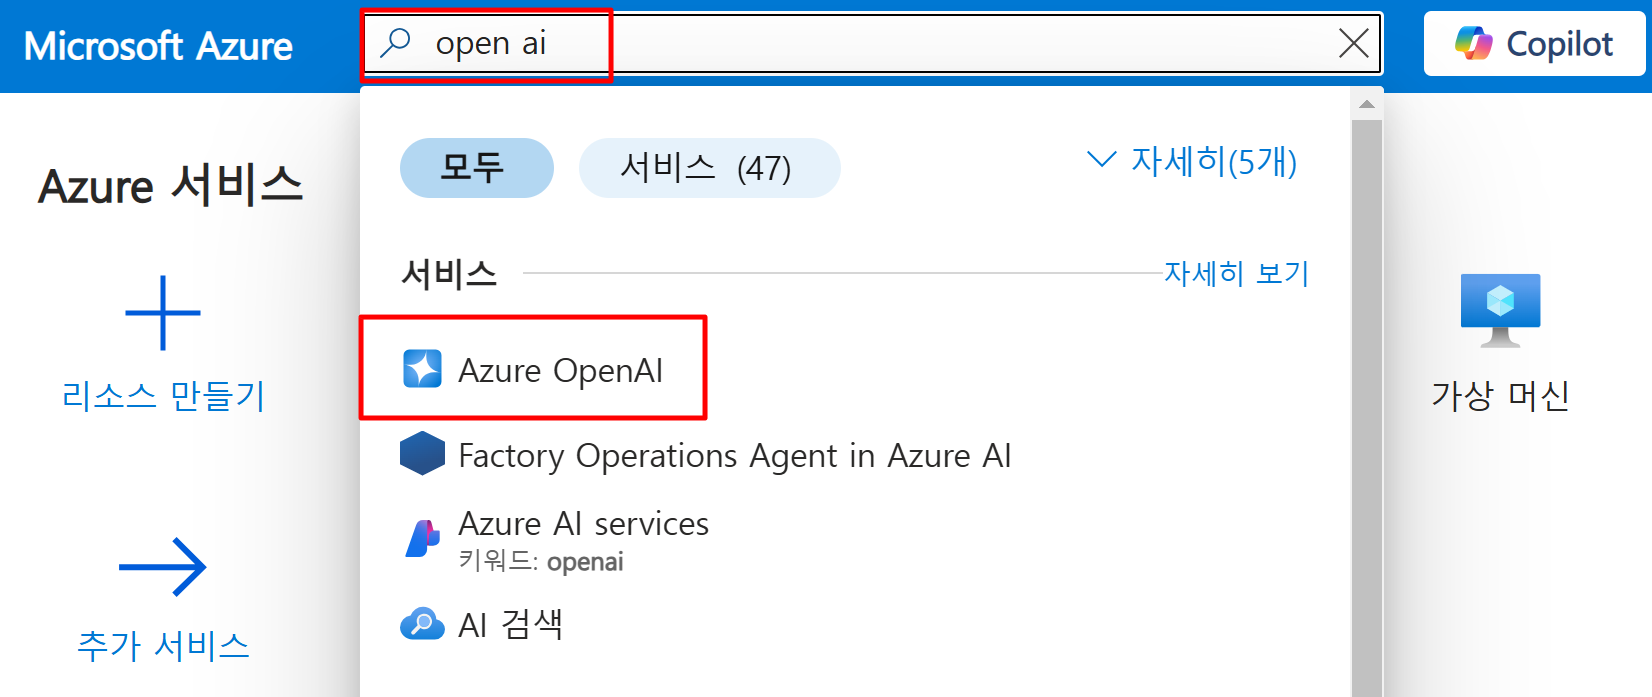 Microsoft Azure
open ai
Copilot
모두
서비스 (47)
자세히(5개)
Azure 서비스
서비스
자세히 보기
리소스 만들기
Azure OpenAI
가상 머신
Factory Operations Agent in Azure AI
Azure AI services
키워드: openai
추가 서비스
AI 검색